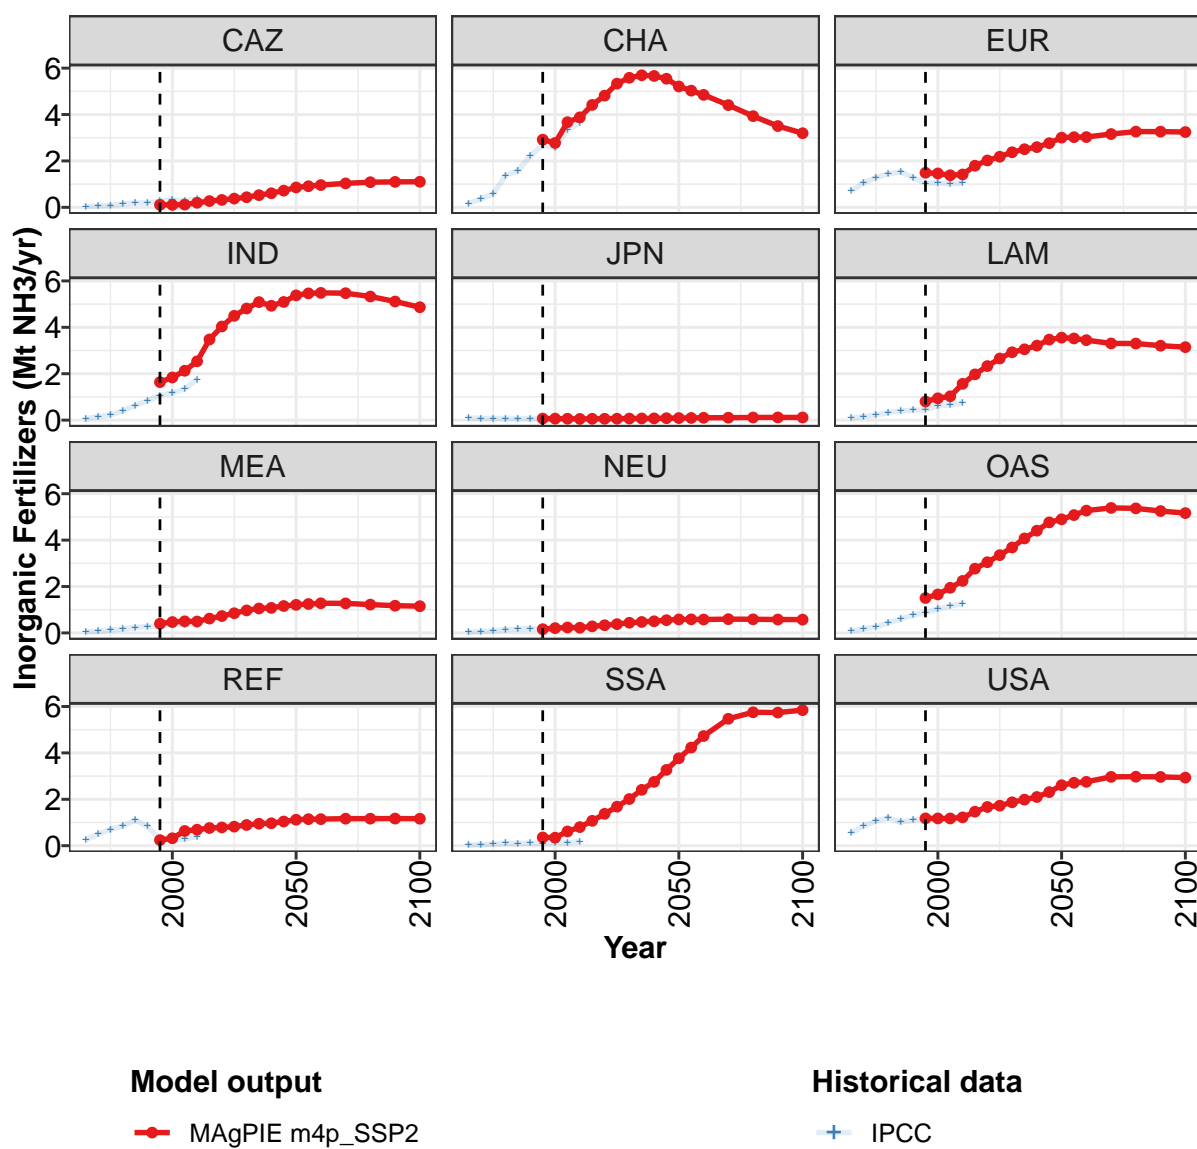 CAZ CHA EUR
6
4
2
0
IND JPN LAM
6
4
2
0
MEA NEU OAS
6
4
2
0
REF SSA USA
6
4
2
0
Inorganic Fertilizers (Mt NH3/yr)
2000 2050 2100 2000 2050 2100 2000 2050 2100
Year
Model output Historical data
MAgPIE m4p_SSP2 IPCC